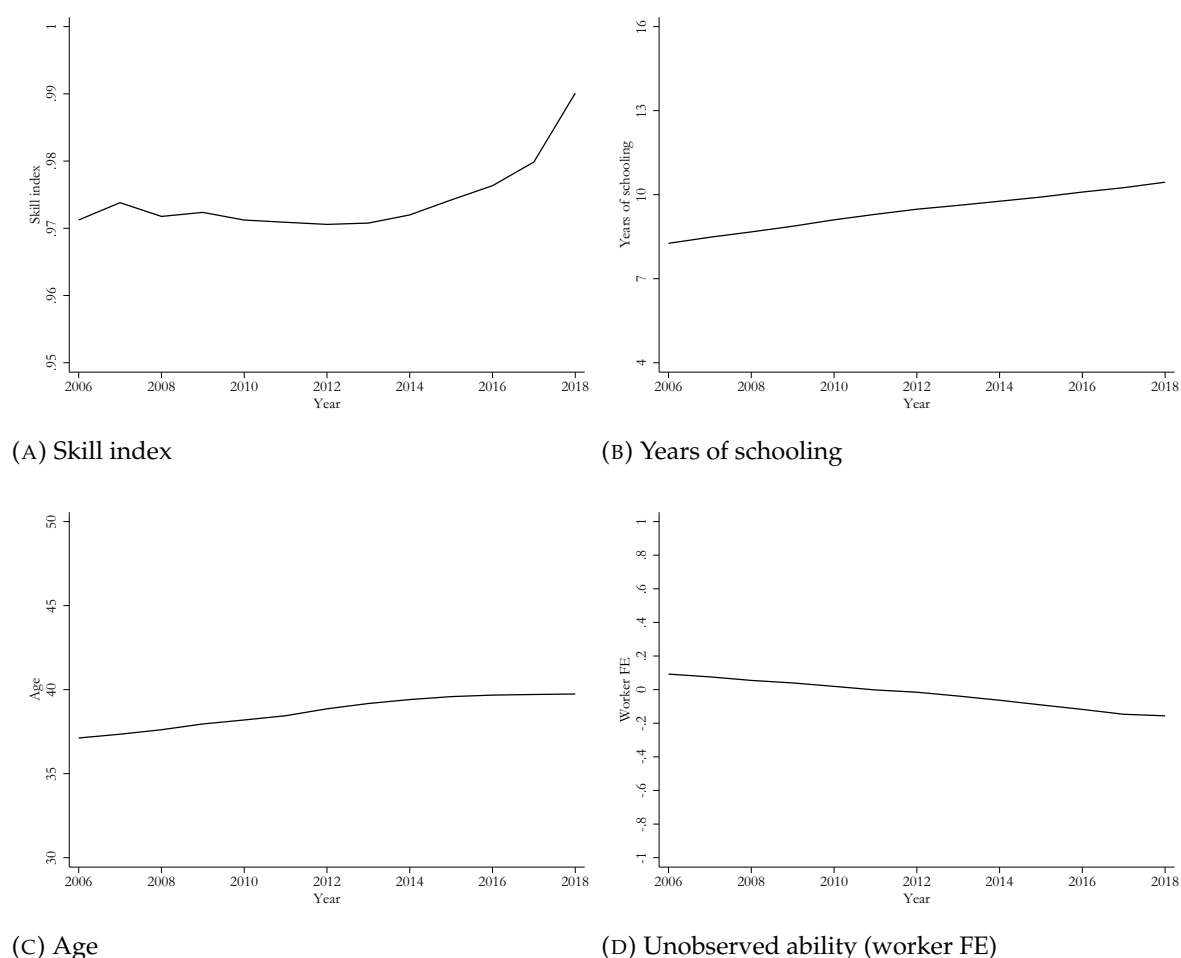 1
.99
.98
.97
.96
.95
Skill index
2006 2008 2010 2012 2014 2016 2018
Year
(A) Skill index
16
13
10
7
4
Years of schooling
2006 2008 2010 2012 2014 2016 2018
Year
(B) Years of schooling
50
45
40
35
30
Age
2006 2008 2010 2012 2014 2016 2018
Year
(C) Age
1
.8
.6
.4
.2
0
-.2
-.4
-.6
-.8
-1
Worker FE
2006 2008 2010 2012 2014 2016 2018
Year
(D) Unobserved ability (worker FE)